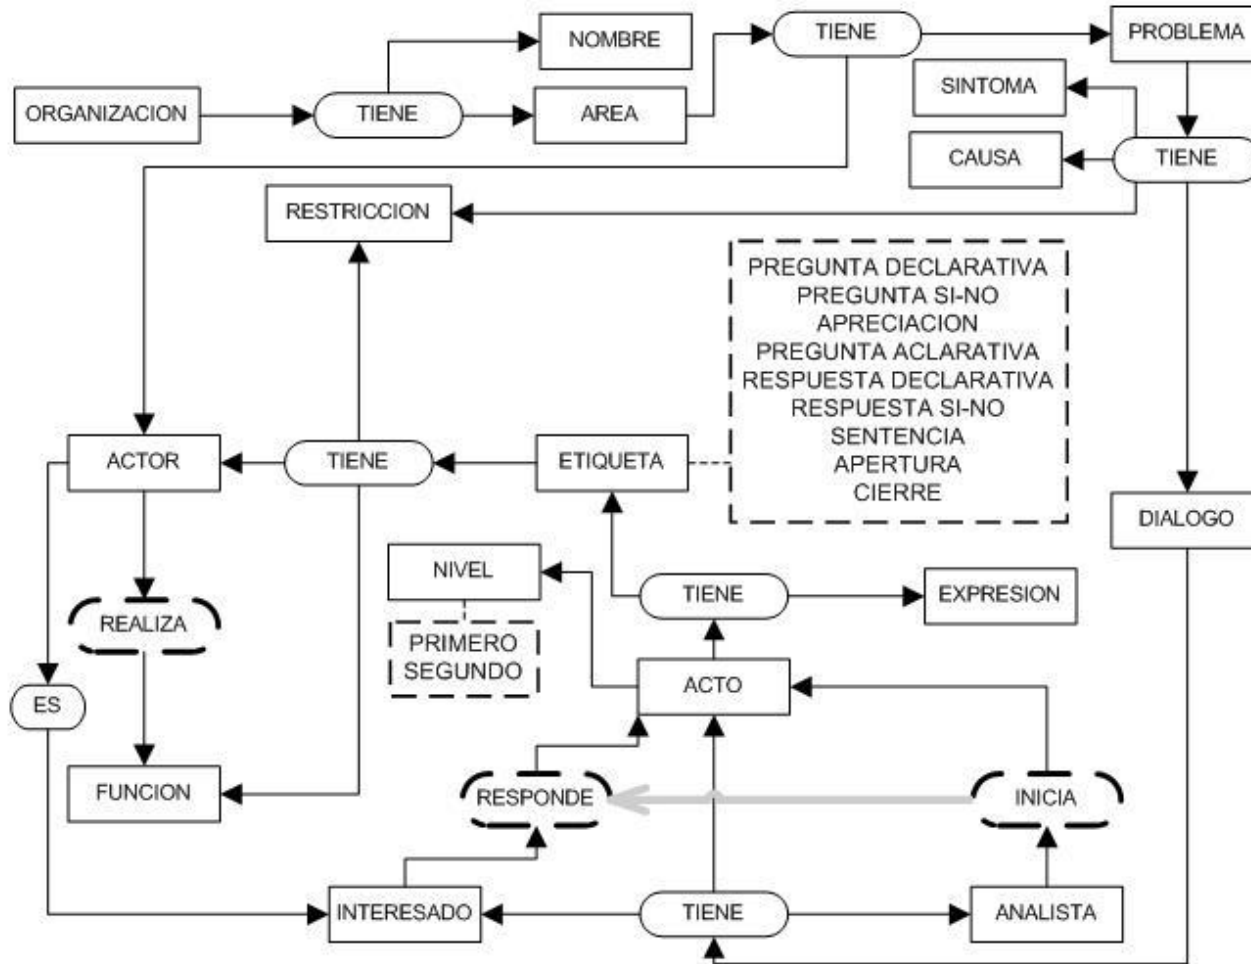 NOMBRE
TIENE
PROBLEMA
ORGANIZACION
TIENE
AREA
SINTOMA
CAUSA
TIENE
RESTRICCION
PREGUNTA DECLARATIVA
PREGUNTA SI-NO
APRECIACION
PREGUNTA ACLARATIVA
RESPUESTA DECLARATIVA
RESPUESTA SI-NO
SENTENCIA
APERTURA
CIERRE
ACTOR
TIENE
ETIQUETA
DIALOGO
NIVEL
TIENE
EXPRESION
REALIZA
PRIMERO
SEGUNDO
ACTO
ES
FUNCION
RESPONDE
INICIA
INTERESADO
TIENE
ANALISTA